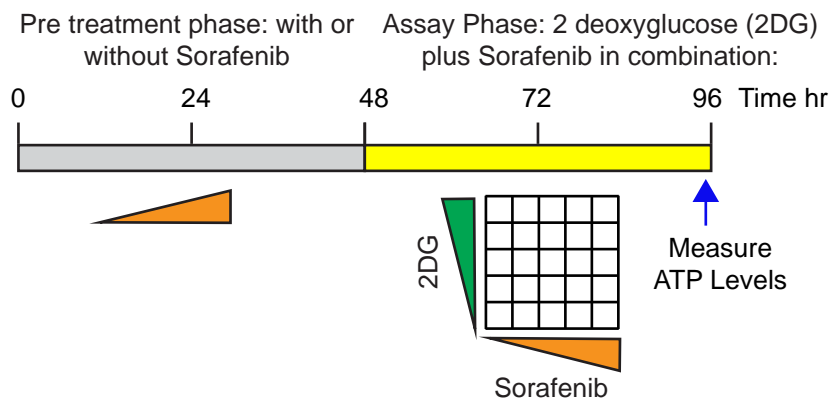 Pre treatment phase: with or
without Sorafenib
Assay Phase: 2 deoxyglucose (2DG)
plus Sorafenib in combination:
0 24 48 72 96 Time hr
2DG
Measure
ATP Levels
Sorafenib